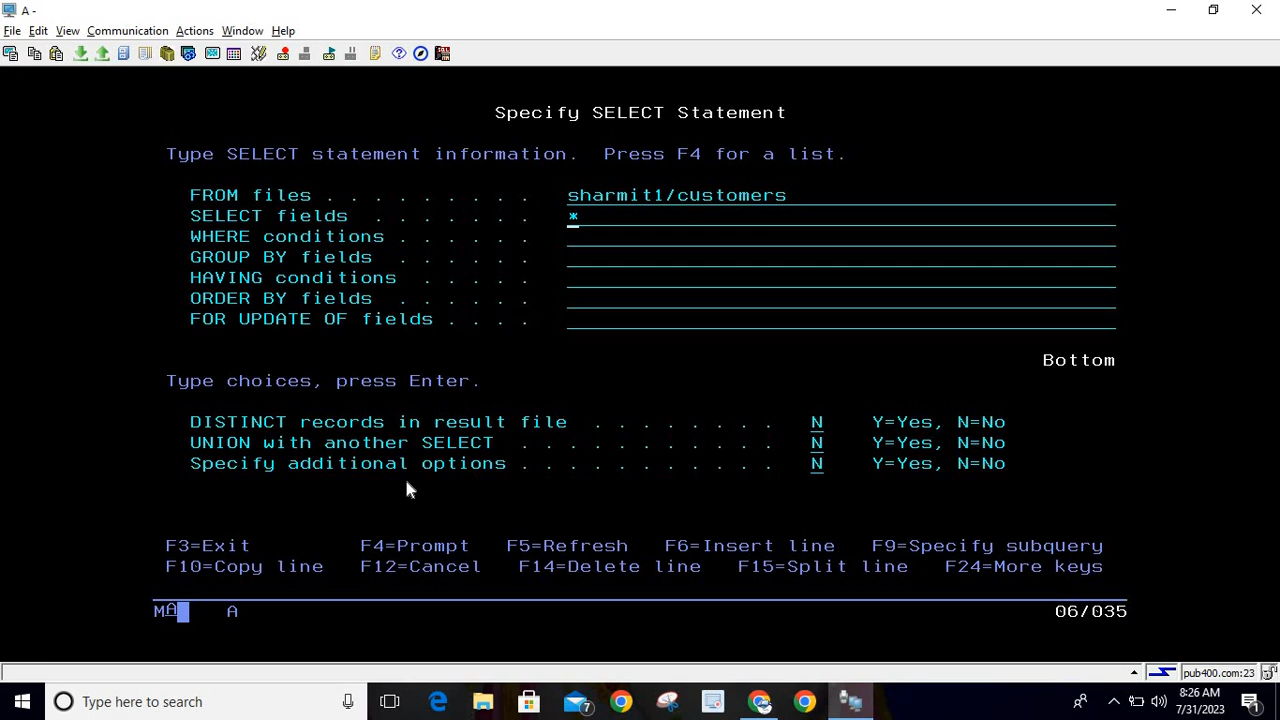 A -
File Edit View Communication Actions Window Help
Specify SELECT Statement
Type SELECT statement information. Press F4 for a list.
FROM files . . . . . . . . . sharmit1/customers
SELECT fields . . . . . . . *
WHERE conditions . . . . . .
GROUP BY fields . . . . . .
HAVING conditions . . . . .
ORDER BY fields . . . . . .
FOR UPDATE OF fields . . . .
Bottom
Type choices, press Enter.
DISTINCT records in result file . . . . . . . . N Y=Yes, N=No
UNION with another SELECT . . . . . . . . . . . N Y=Yes, N=No
Specify additional options . . . . . . . . . . . N Y=Yes, N=No
F3=Exit F4=Prompt F5=Refresh F6=Insert line F9=Specify subquery
F10=Copy line F12=Cancel F14=Delete line F15=Split line F24=More keys
MA A 06/035
pub400.com:23
Type here to search 7 8:26 AM
7/31/2023 1